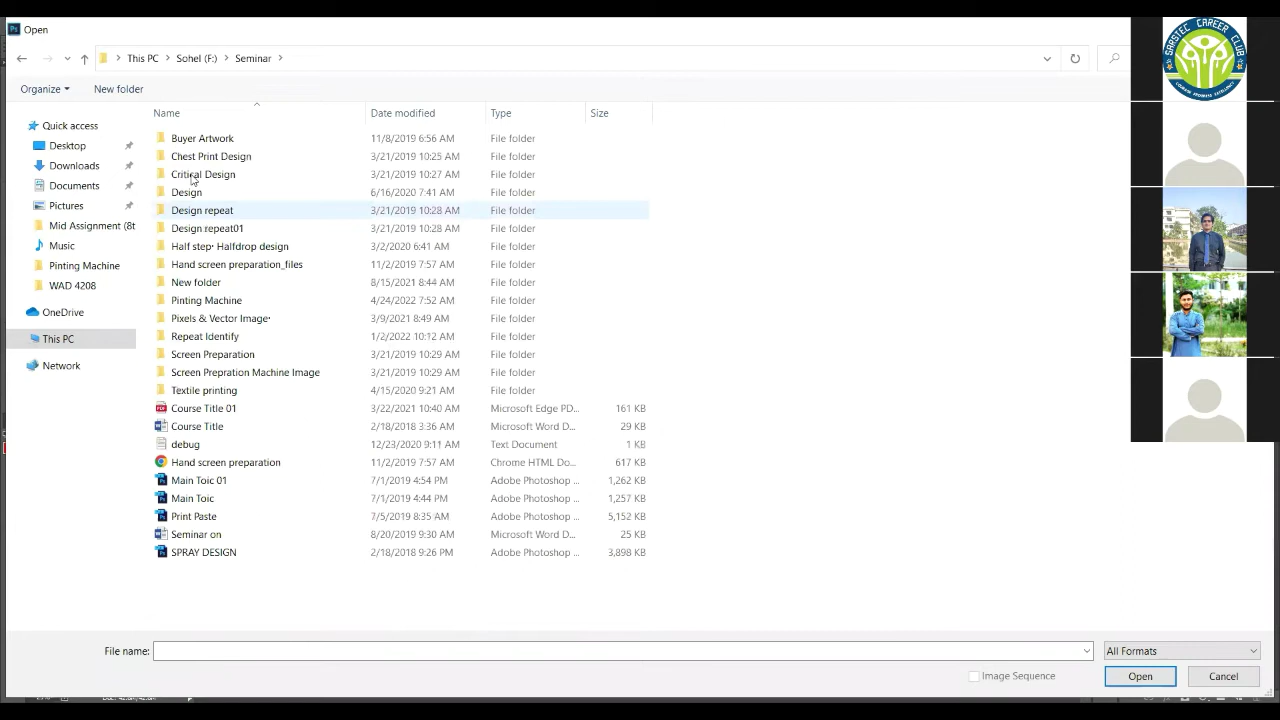 Open
This PC Sohel (F:) Seminar
Organize New folder
Name Date modified Type Size
Quick access
Desktop
Downloads
Documents
Pictures
Mid Assignment (8t
Music
Pinting Machine
WAD 4208
OneDrive
This PC
Network
Buyer Artwork 11/8/2019 6:56 AM File folder
Chest Print Design 3/21/2019 10:25 AM File folder
Critical Design 3/21/2019 10:27 AM File folder
Design 6/16/2020 7:41 AM File folder
Design repeat 3/21/2019 10:28 AM File folder
Design repeat01 3/21/2019 10:28 AM File folder
Half step· Halfdrop design 3/2/2020 6:41 AM File folder
Hand screen preparation_files 11/2/2019 7:57 AM File folder
New folder 8/15/2021 8:44 AM File folder
Pinting Machine 4/24/2022 7:52 AM File folder
Pixels & Vector Image· 3/9/2021 8:49 AM File folder
Repeat Identify 1/2/2022 10:12 AM File folder
Screen Preparation 3/21/2019 10:29 AM File folder
Screen Prepration Machine Image 3/21/2019 10:29 AM File folder
Textile printing 4/15/2020 9:21 AM File folder
Course Title 01 3/22/2021 10:40 AM Microsoft Edge PD... 161 KB
Course Title 2/18/2018 3:36 AM Microsoft Word D... 29 KB
debug 12/23/2020 9:11 AM Text Document 1 KB
Hand screen preparation 11/2/2019 7:57 AM Chrome HTML Do... 617 KB
Main Toic 01 7/1/2019 4:54 PM Adobe Photoshop ... 1,262 KB
Main Toic 7/1/2019 4:44 PM Adobe Photoshop ... 1,257 KB
Print Paste 7/5/2019 8:35 AM Adobe Photoshop ... 5,152 KB
Seminar on 8/20/2019 9:30 AM Microsoft Word D... 25 KB
SPRAY DESIGN 2/18/2018 9:26 PM Adobe Photoshop ... 3,898 KB
File name: All Formats
Image Sequence
Open Cancel
SARSTEC CAREER CLUB